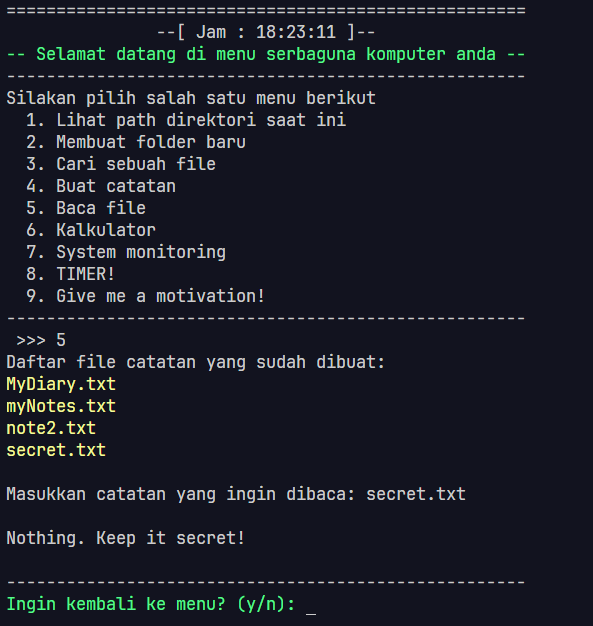 ====================================================
--[ Jam : 18:23:11 ]--
-- Selamat datang di menu serbaguna komputer anda --
----------------------------------------------------
Silakan pilih salah satu menu berikut
1. Lihat path direktori saat ini
2. Membuat folder baru
3. Cari sebuah file
4. Buat catatan
5. Baca file
6. Kalkulator
7. System monitoring
8. TIMER!
9. Give me a motivation!
----------------------------------------------------
>>> 5
Daftar file catatan yang sudah dibuat:
MyDiary.txt
myNotes.txt
note2.txt
secret.txt
Masukkan catatan yang ingin dibaca: secret.txt
Nothing. Keep it secret!
----------------------------------------------------
Ingin kembali ke menu? (y/n): _